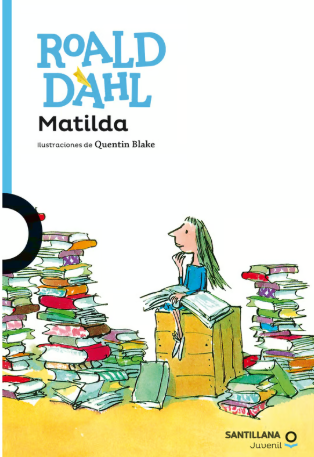 ROALD
DAHL
Matilda
Ilustraciones de Quentin Blake
SANTILLANA
Juvenil